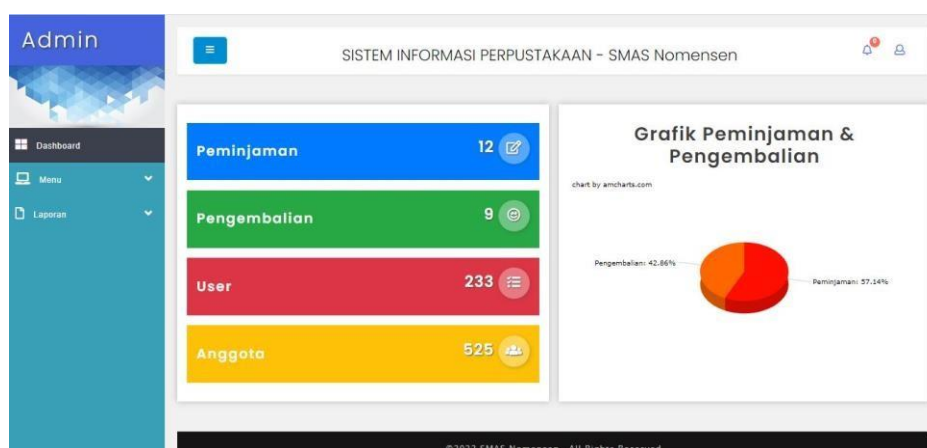 Admin
SISTEM INFORMASI PERPUSTAKAAN - SMAS Nomensen
0
Dashboard
Menu
Laporan
Peminjaman 12
Pengembalian 9
User 233
Anggota 525
Grafik Peminjaman &
Pengembalian
chart by amcharts.com
Pengembalian: 42.86%
Peminjaman: 57.14%
SMAS Nomensen - All Rights Reserved